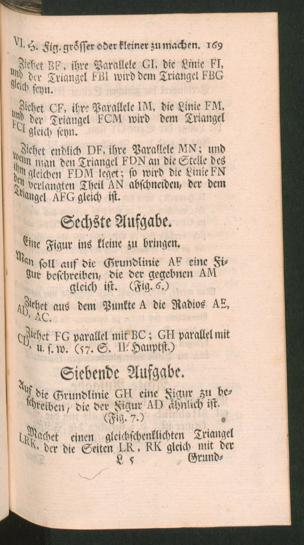 VI. H. Fig. grösser oder kleiner zu machen. 169
Ziehet BF, ihre Parallele GI, die Linie FI,
und der Triangel FBI wird dem Triangel FBG
gleich seyn.
Ziehet CF, ihre Parallele IM, die Linie FM,
und der Triangel FCM wird dem Triangel
FCI gleich seyn.
Ziehet endlich DF, ihre Parallele MN; und
wenn man den Triangel FDN an die Stelle des
ihm gleichen FDM leget; so wird die Linie FN
den verlangten Theil AN abschneiden, der dem
Triangel AFG gleich ist.
Sechste Aufgabe.
Eine Figur ins kleine zu bringen.
Man soll auf die Grundlinie AF eine Fi-
gur beschreiben, die der gegebnen AM
gleich ist. (Fig. 6.)
Ziehet aus dem Punkte A die Radios AE,
AD, AC.
Ziehet FG parallel mit BC; GH parallel mit
CD, u. s. w. (57. S. II. Hauptst.)
Siebende Aufgabe.
Auf die Grundlinie GH eine Figur zu be-
schreiben, die der Figur AD ähnlich ist.
(Fig. 7.)
Machet einen gleichschenklichten Triangel
LRK, der die Seiten LR, RK gleich mit der
L 5 Grund-